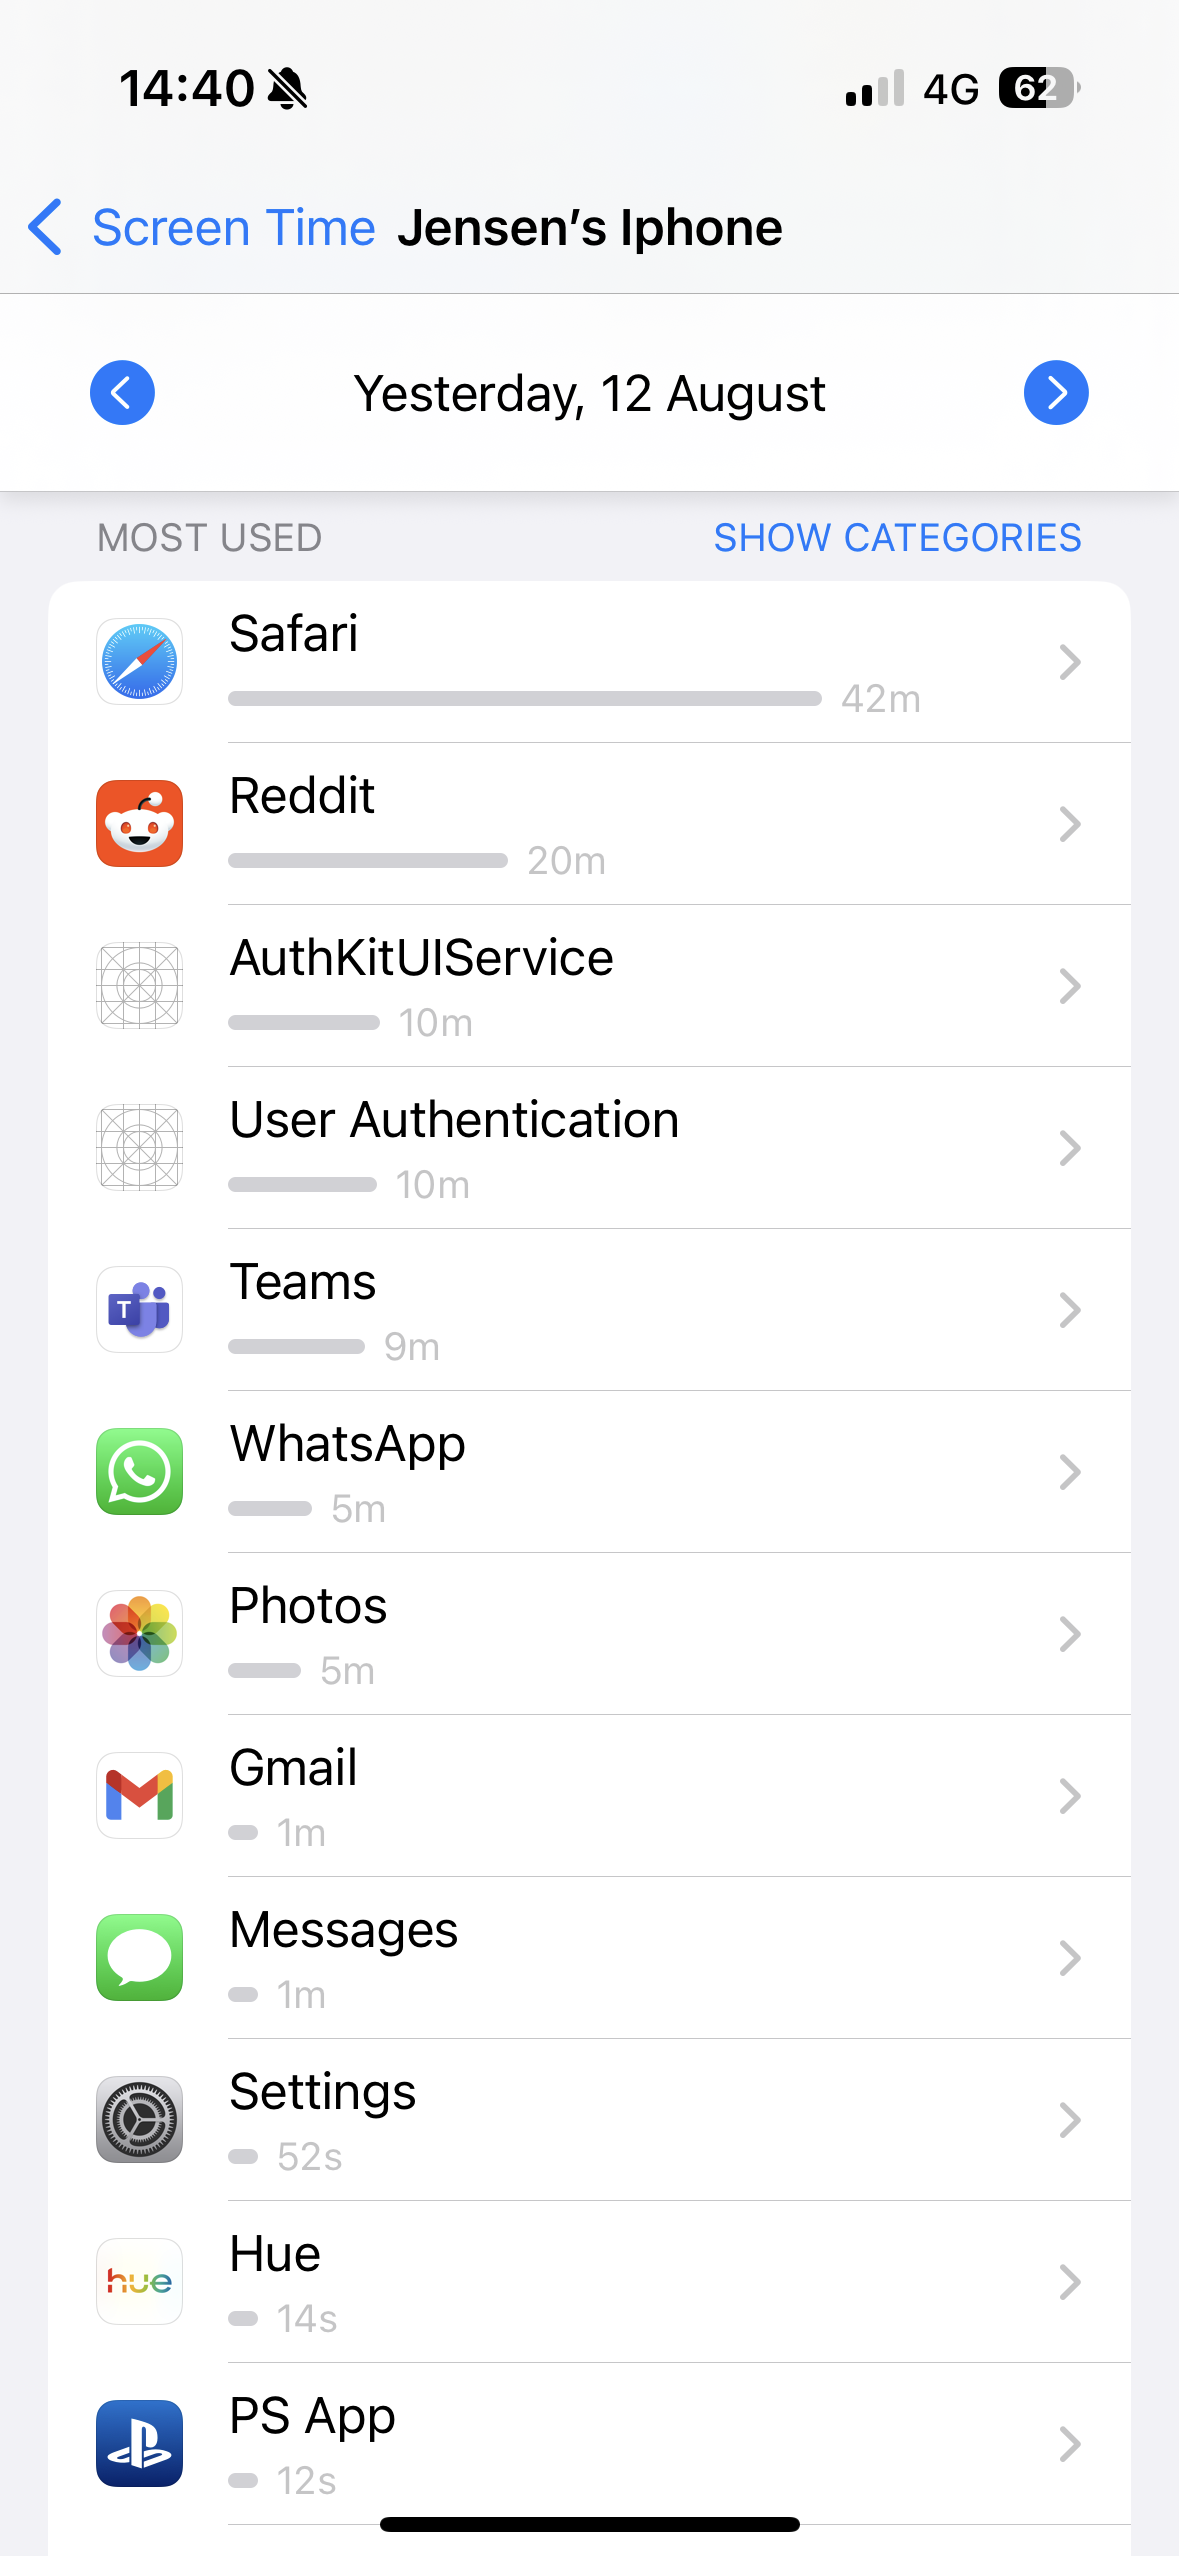 14:40 4G 62
Screen Time Jensen’s Iphone
Yesterday, 12 August
MOST USED SHOW CATEGORIES
Safari
42m
Reddit
20m
AuthKitUIService
10m
User Authentication
10m
T
Teams
9m
WhatsApp
5m
Photos
5m
Gmail
1m
Messages
1m
Settings
52s
hue
Hue
14s
PS App
12s